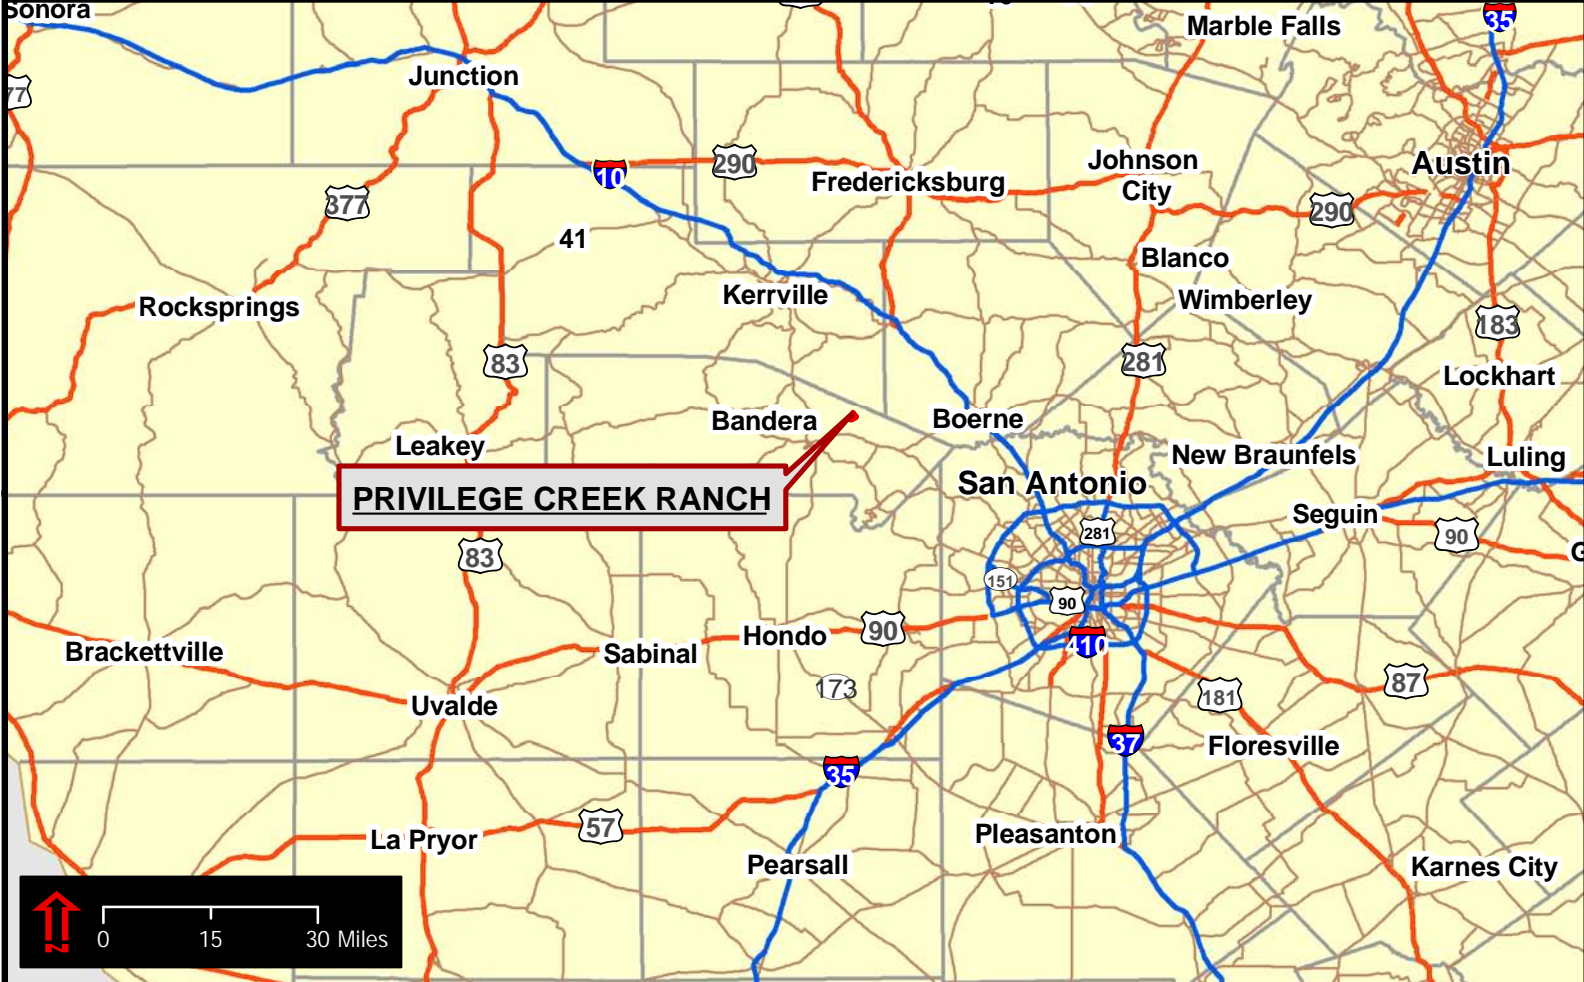 Sonora
Marble Falls
35
Junction
77
290
10
Fredericksburg
Johnson
City
Austin
377
290
41
Blanco
Kerrville
Wimberley
Rocksprings
183
83
281
Lockhart
Bandera
Boerne
Leakey
New Braunfels
Luling
San Antonio
PRIVILEGE CREEK RANCH
Seguin
281
90
83
G
151
90
Hondo
90
410
Brackettville
Sabinal
173
181
87
Uvalde
37
Floresville
35
57
La Pryor
Pleasanton
Pearsall
Karnes City
N
0 15 30 Miles